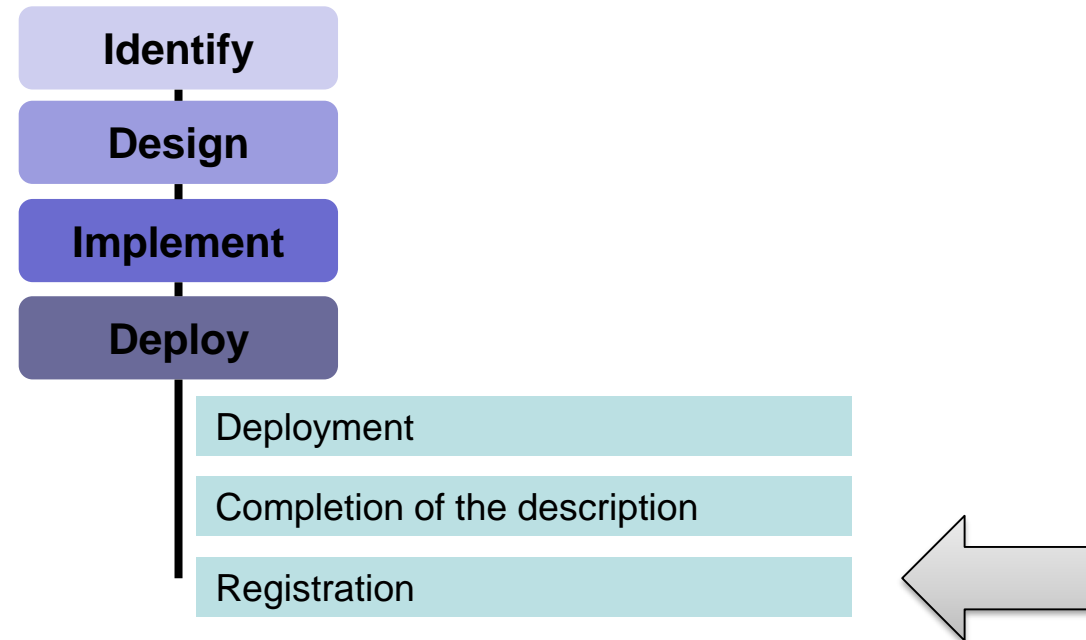 Identify
Design
Implement
Deploy
Deployment
Completion of the description
Registration